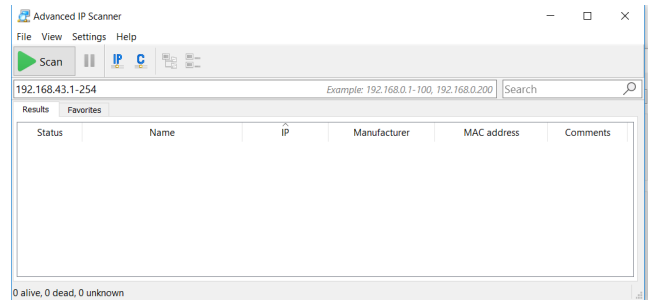 Advanced IP Scanner
File View Settings Help
Scan IP C
192.168.43.1-254 Example: 192.168.0.1-100, 192.168.0.200 Search
Results Favorites
Status Name IP Manufacturer MAC address Comments
0 alive, 0 dead, 0 unknown